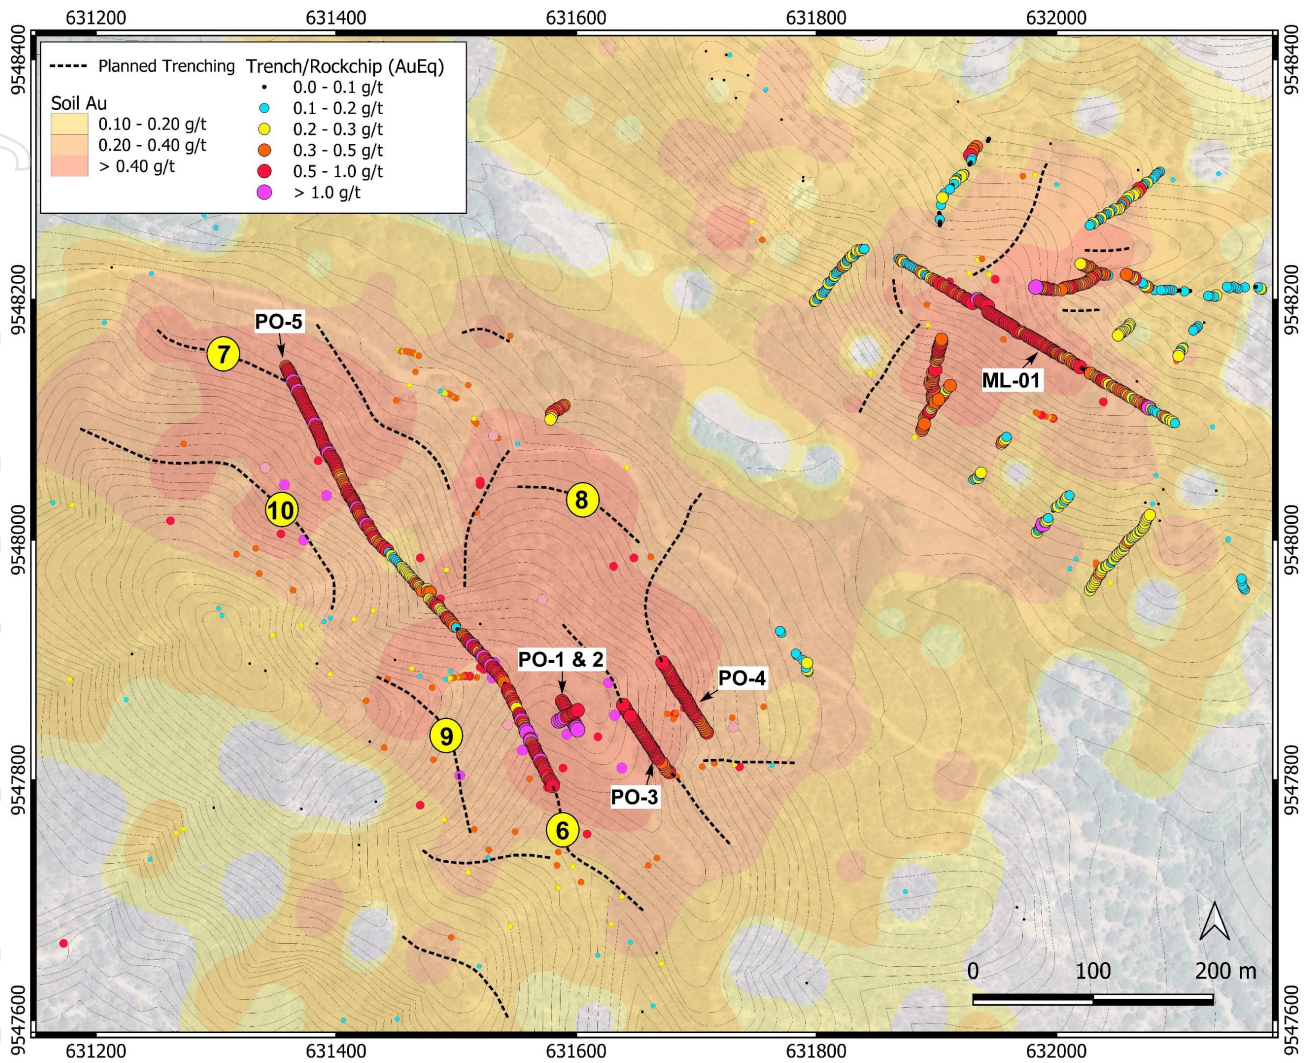 631200 631400 631600 631800 632000
9548400 9548400
Planned Trenching
Soil Au
0.10 - 0.20 g/t
0.20 - 0.40 g/t
> 0.40 g/t
Trench/Rockchip (AuEq)
0.0 - 0.1 g/t
0.1 - 0.2 g/t
0.2 - 0.3 g/t
0.3 - 0.5 g/t
0.5 - 1.0 g/t
> 1.0 g/t
9548200 9548200
PO-5
7
ML-01
10
8
9548000 9548000
PO-1 & 2
PO-4
9
PO-3
9547800 9547800
6
0 100 200 m
9547600 9547600
631200 631400 631600 631800 632000